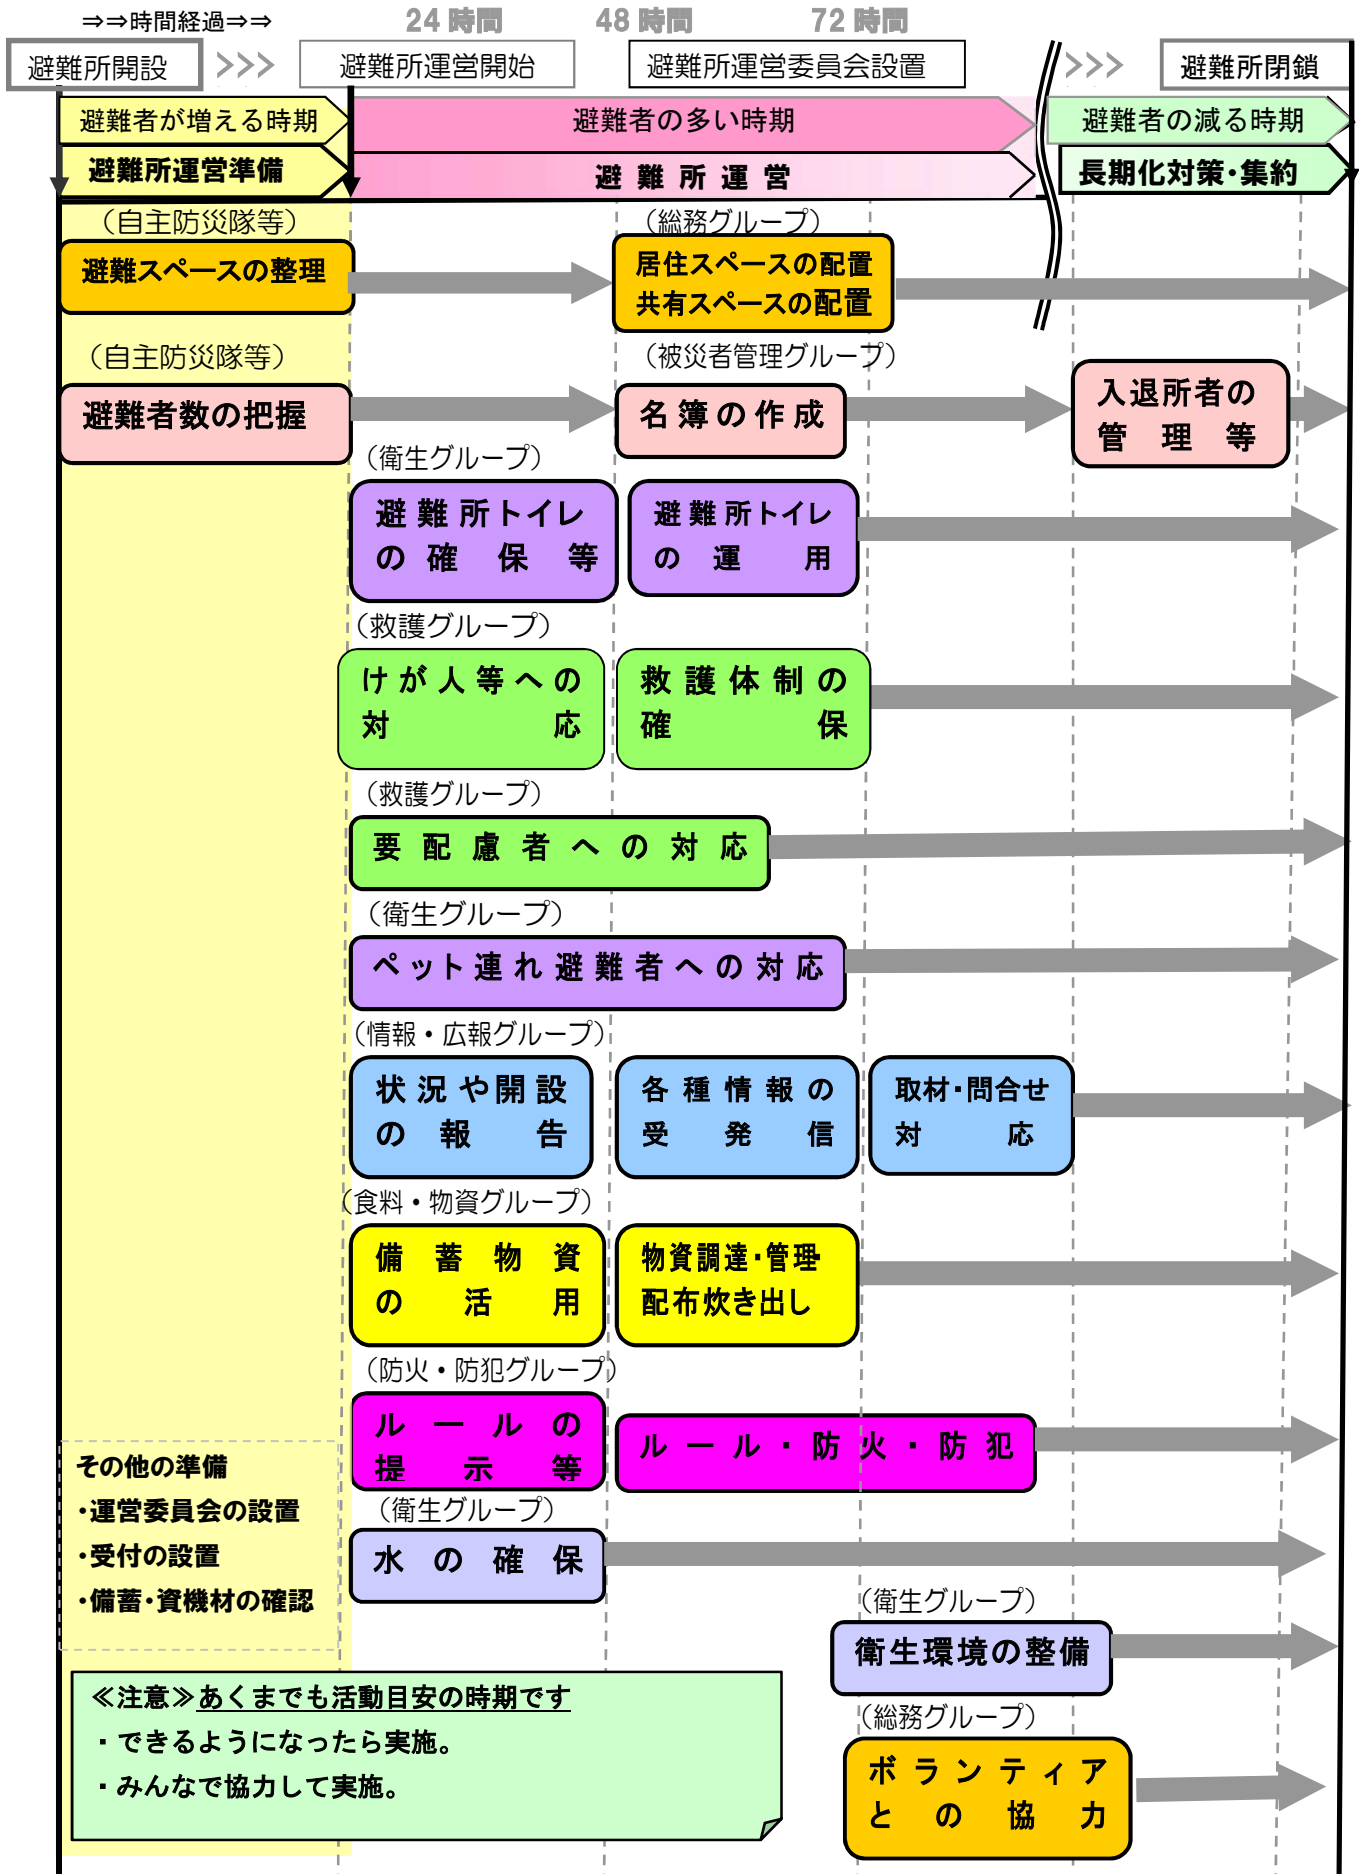 ⇒⇒時間経過⇒⇒
24 時間
48 時間
72 時間
避難所開設
>>>
避難所運営開始
避難所運営委員会設置
>>>
避難所閉鎖
避難者が増える時期
避難者の多い時期
避難者の減る時期
避難所運営準備
避難所運営
長期化対策・集約
（自主防災隊等）
（総務グループ）
避難スペースの整理
居住スペースの配置
共有スペースの配置
（自主防災隊等）
（被災者管理グループ）
避難者数の把握
名簿の作成
入退所者の
管理等
（衛生グループ）
避難所トイレ
の確保等
避難所トイレ
の運用
（救護グループ）
けが人等への
対応
救護体制の
確保
（救護グループ）
要配慮者への対応
（衛生グループ）
ペット連れ避難者への対応
（情報・広報グループ）
状況や開設
の報告
各種情報の
受発信
取材・問合せ
対応
（食料・物資グループ）
備蓄物資
の活用
物資調達・管理・
配布炊き出し
（防火・防犯グループ）
ルールの
提示等
ルール・防火・防犯
その他の準備
・運営委員会の設置
・受付の設置
・備蓄・資機材の確認
（衛生グループ）
水の確保
（衛生グループ）
衛生環境の整備
（総務グループ）
ボランティア
との協力
≪注意≫あくまでも活動目安の時期です
・できるようになったら実施。
・みんなで協力して実施。